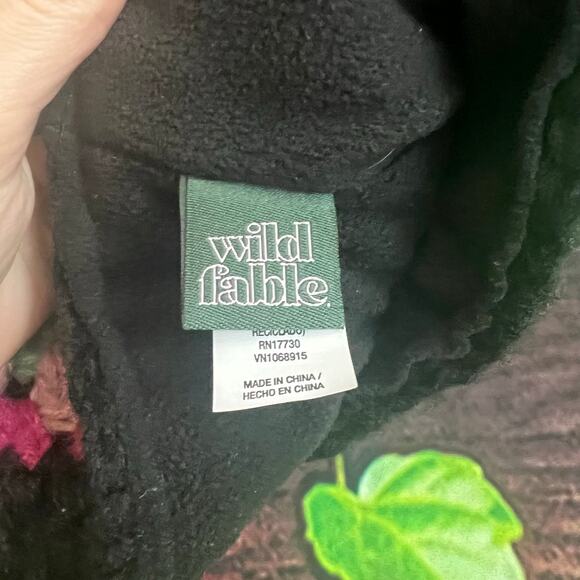 wild
fable.
RECICLADO)
RN17730
VN1068915
MADE IN CHINA /
HECHO EN CHINA